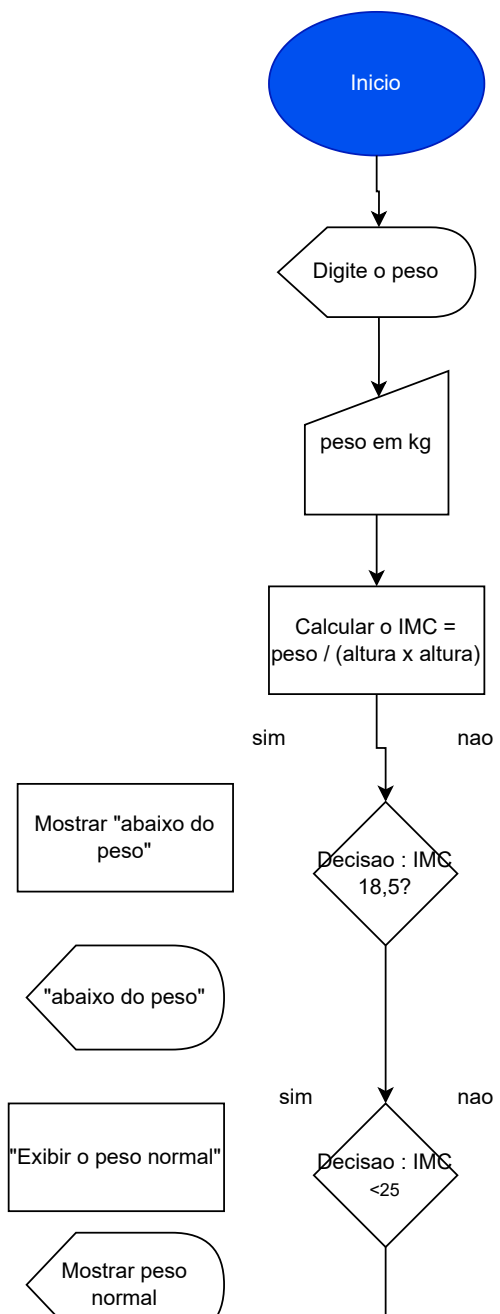 Inicio
Digite o peso
peso em kg
Calcular o IMC =
peso / (altura x altura)
sim
nao
Mostrar "abaixo do
peso"
Decisao : IMC
18,5?
"abaixo do peso"
sim
nao
"Exibir o peso normal"
Decisao : IMC
<25
Mostrar peso
normal